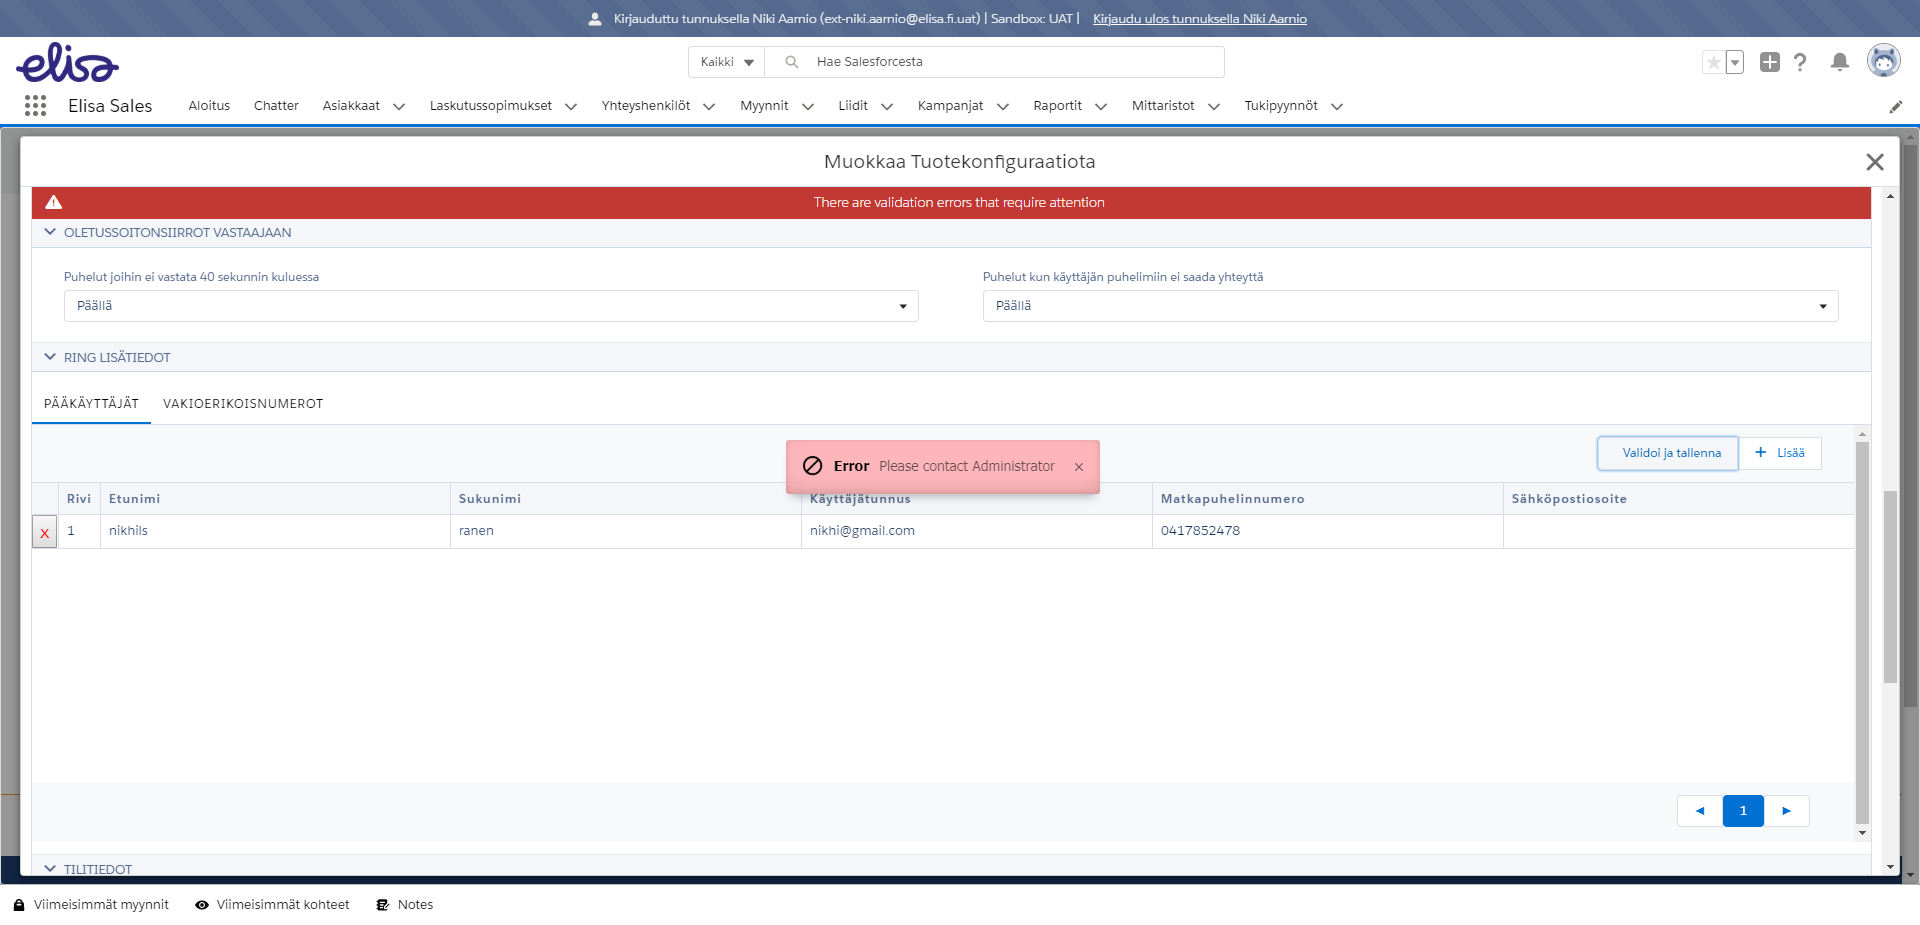 Kirjauduttu tunnuksella Niki Aarnio (ext-niki.aarnio@elisa.fi.uat) | Sandbox: UAT | Kirjaudu ulos tunnuksella Niki Aarnio
elisa
Kaikki Hae Salesforcesta
Elisa Sales Aloitus Chatter Asiakkaat Laskutussopimukset Yhteyshenkilöt Myynnit Liidit Kampanjat Raportit Mittaristot Tukipyynnöt
Muokkaa Tuotekonfiguraatiota
There are validation errors that require attention
OLETUSSOITONSIIRROT VASTAAJAAN
Puhelut joihin ei vastata 40 sekunnin kuluessa Puhelut kun käyttäjän puhelimiin ei saada yhteyttä
Päällä Päällä
RING LISÄTIEDOT
PÄÄKÄYTTÄJÄT VAKIOERIKOISNUMEROT
Validoi ja tallenna + Lisää
Error Please contact Administrator ×
Rivi Etunimi Sukunimi Käyttäjätunnus Matkapuhelinnumero Sähköpostiosoite
X 1 nikhils ranen nikhi@gmail.com 0417852478
1
TILITIEDOT
Viimeisimmät myynnit Viimeisimmät kohteet Notes